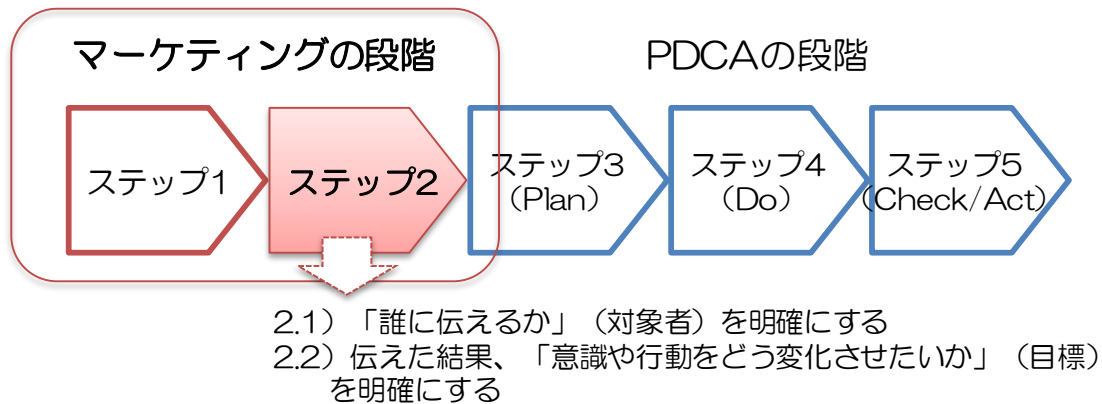 マーケティングの段階
PDCAの段階
ステップ1
ステップ2
ステップ3
（Plan）
ステップ4
（Do）
ステップ5
（Check/Act）
2.1）「誰に伝えるか」（対象者）を明確にする
2.2）伝えた結果、「意識や行動をどう変化させたいか」（目標）
を明確にする